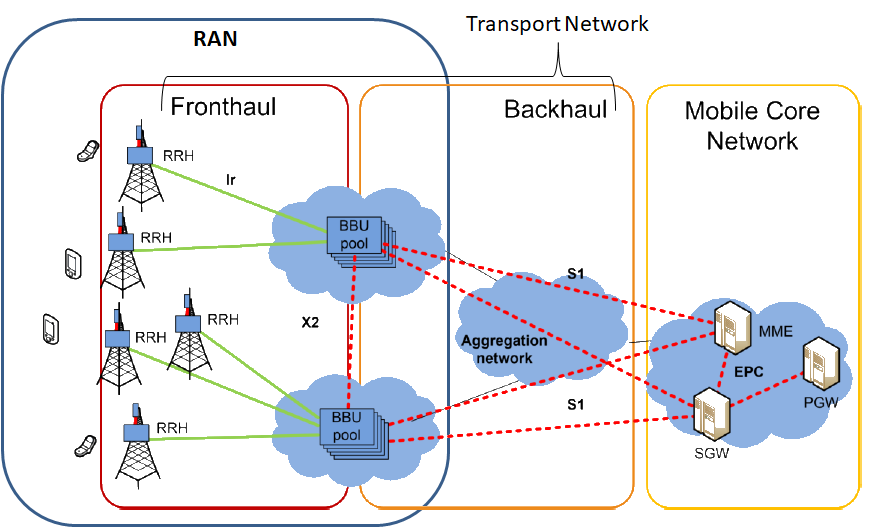 Transport Network
RAN
Fronthaul
Backhaul
Mobile Core
Network
RRH
Ir
RRH
BBU
pool
S1
RRH
RRH
X2
Aggregation
network
MME
EPC
PGW
S1
RRH
BBU
pool
SGW